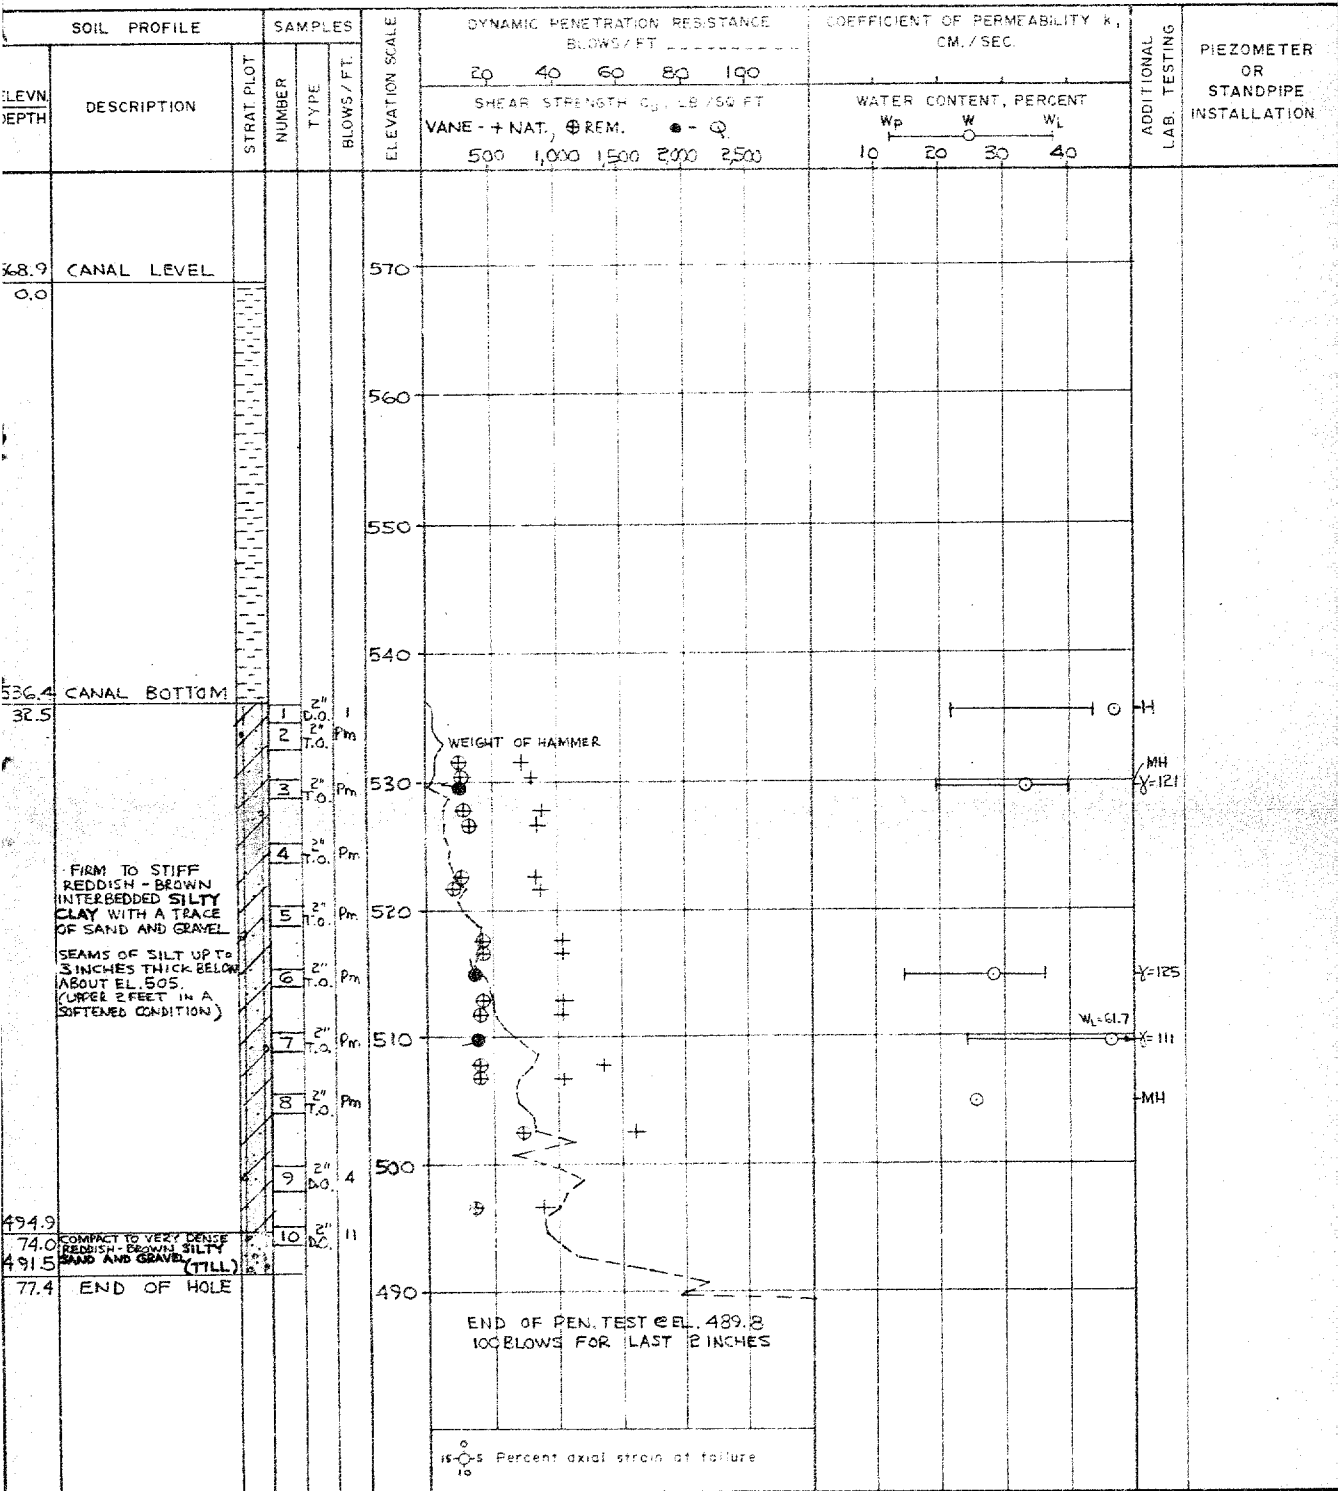 SOIL PROFILE
SAMPLES
ELEVATION SCALE
DYNAMIC PENETRATION RESISTANCE
BLOWS/FT
20 40 60 80 100
SHEAR STRENGTH Cu, LB/SQ FT
VANE - + NAT., ⊕ REM. ● - Q
500 1,000 1,500 2,000 2,500
COEFFICIENT OF PERMEABILITY k,
CM./SEC.
WATER CONTENT, PERCENT
Wp W WL
10 20 30 40
ADDITIONAL
LAB. TESTING
PIEZOMETER
OR
STANDPIPE
INSTALLATION
ELEVN.
DEPTH
DESCRIPTION
STRAT PLOT
NUMBER
TYPE
BLOWS/FT.
568.9 CANAL LEVEL
0.0
570
560
550
540
536.4 CANAL BOTTOM
32.5
1 2" D.O. 1
2 2" T.O. Pm
WEIGHT OF HAMMER
H
530
3 2" T.O. Pm
MH
γ=121
4 2" T.O. Pm
FIRM TO STIFF
REDDISH-BROWN
INTERBEDDED SILTY
CLAY WITH A TRACE
OF SAND AND GRAVEL
520
5 2" T.O. Pm
SEAMS OF SILT UP TO
3 INCHES THICK BELOW
ABOUT EL. 505.
(UPPER 2 FEET IN A
SOFTENED CONDITION)
6 2" T.O. Pm
γ=125
WL=61.7
510
7 2" T.O. Pm
γ=111
8 2" T.O. Pm
MH
500
9 2" D.O. 4
494.9
74.0
COMPACT TO VERY DENSE
REDDISH-BROWN SILTY
SAND AND GRAVEL (TILL)
10 2" D.O. 11
491.5
77.4 END OF HOLE
490
END OF PEN. TEST @ EL. 489.8
100 BLOWS FOR LAST 2 INCHES
0
15 5 Percent axial strain at failure
10